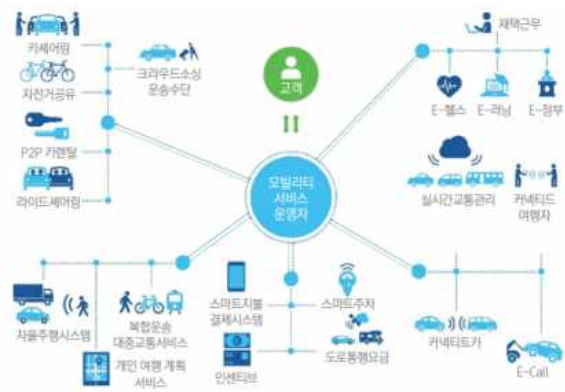 카셰어링
자전거공유
P2P 카렌탈
라이드셰어링
크라우드소싱
운송수단
고객
재택근무
E-헬스
E-러닝
E-정부
모빌리티
서비스
운영자
실시간교통관리
커넥티드
여행자
자율주행시스템
복합운송
대중교통서비스
개인 여행 계획
서비스
스마트지불
결제시스템
인센티브
스마트주차
도로통행요금
커넥티트카
E-Call